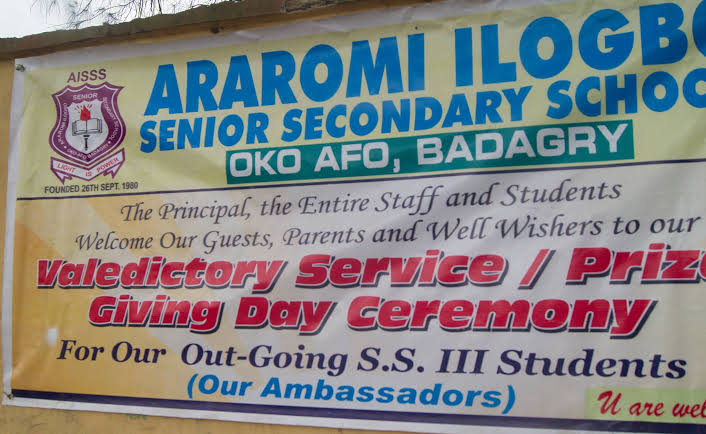 AISSS
SENIOR
LIGHT IS POWER
FOUNDED 26TH SEPT. 1980
ARAROMI ILOGBO
SENIOR SECONDARY SCHOO
OKO AFO, BADAGRY
The Principal, the Entire Staff and Students
Welcome Our Guests, Parents and Well Wishers to our
Valedictory Service / Prize
Giving Day Ceremony
For Our Out-Going S.S. III Students
(Our Ambassadors)
U are wel